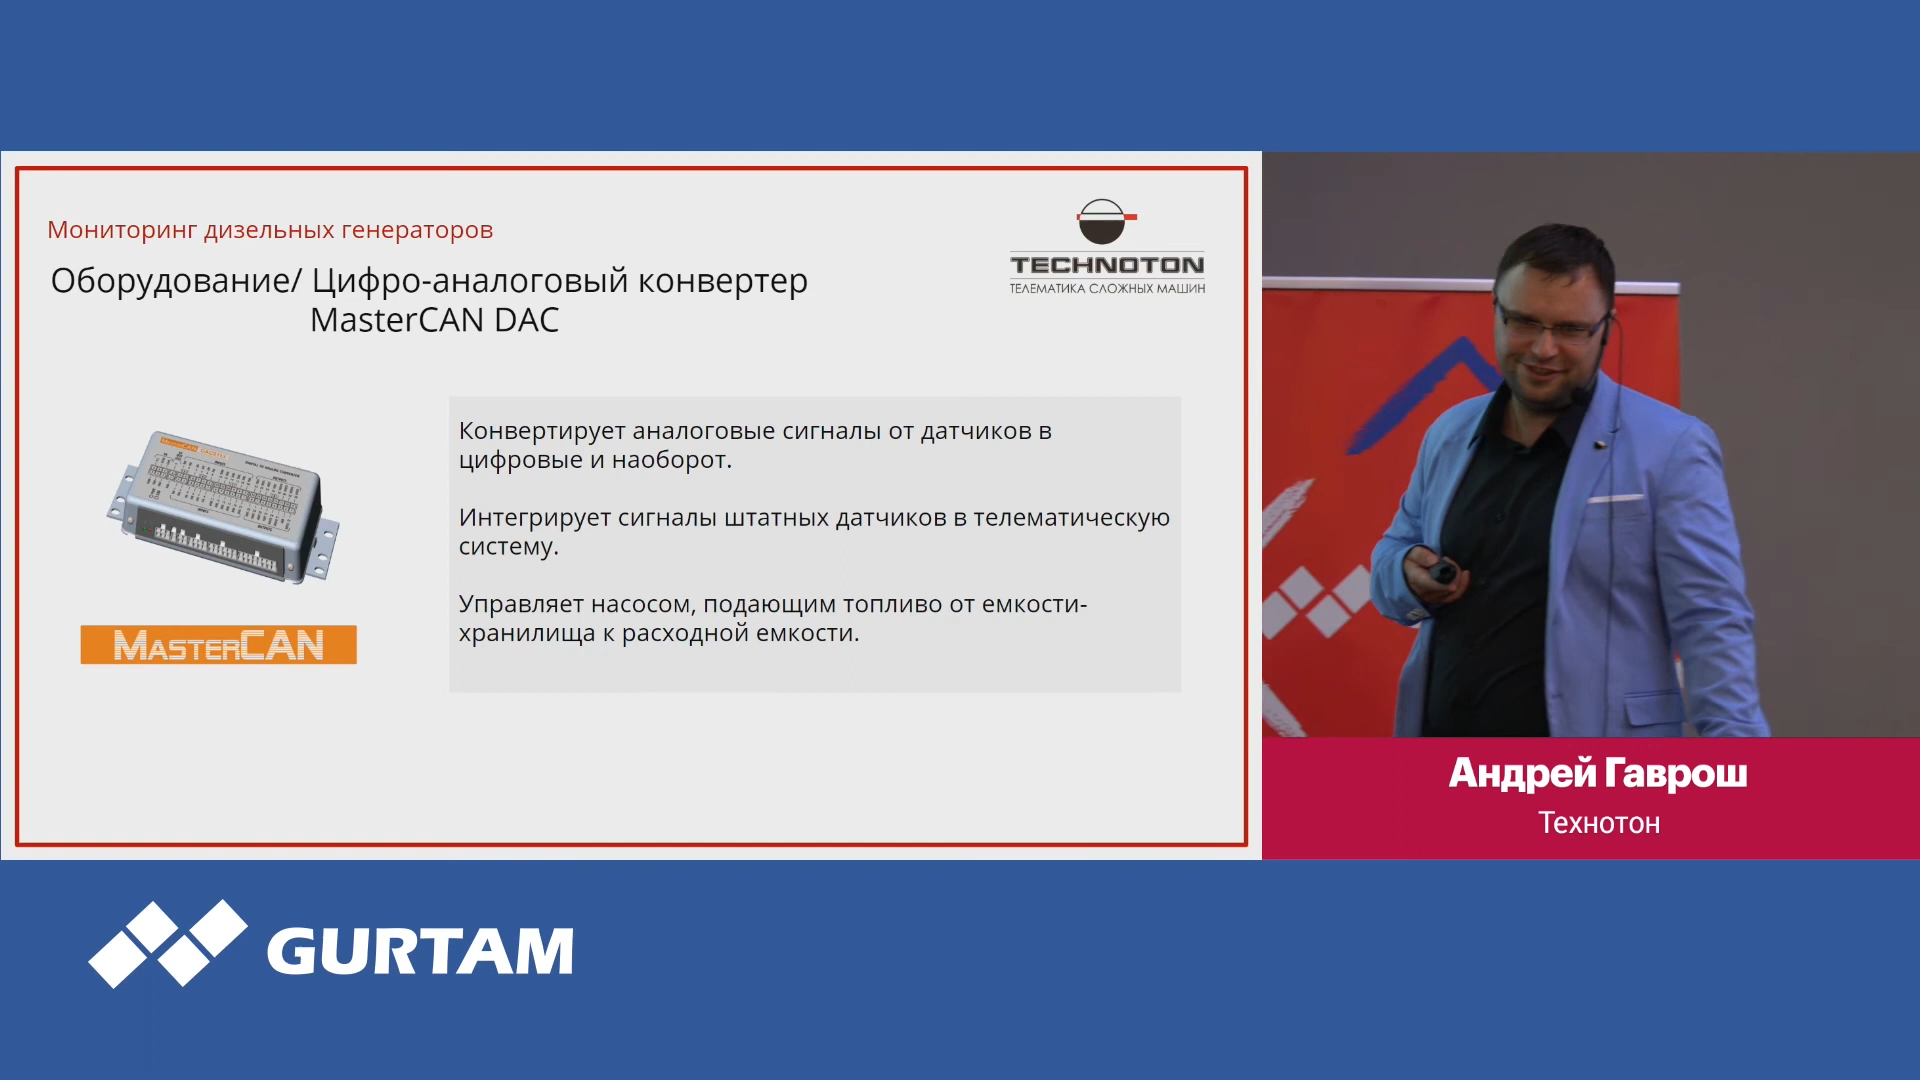 Мониторинг дизельных генераторов
Оборудование/ Цифро-аналоговый конвертер
MasterCAN DAC
TECHNOTON
ТЕЛЕМАТИКА СЛОЖНЫХ МАШИН
Конвертирует аналоговые сигналы от датчиков в
цифровые и наоборот.
Интегрирует сигналы штатных датчиков в телематическую
систему.
Управляет насосом, подающим топливо от емкости-
хранилища к расходной емкости.
MASTERCAN
Андрей Гаврош
Технотон
GURTAM